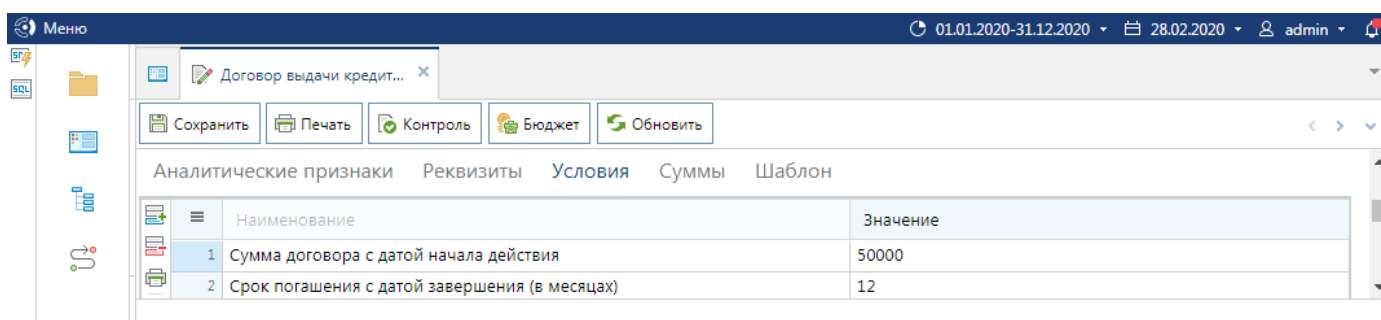 Меню 01.01.2020-31.12.2020 28.02.2020 admin
SQL
Договор выдачи кредит...
SQL
Сохранить Печать Контроль Бюджет Обновить
Аналитические признаки Реквизиты Условия Суммы Шаблон
Наименование Значение
1 Сумма договора с датой начала действия 50000
2 Срок погашения с датой завершения (в месяцах) 12